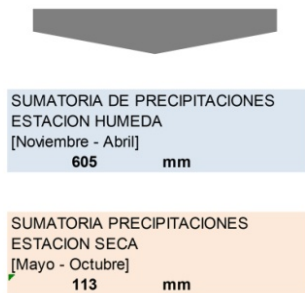 SUMATORIA DE PRECIPITACIONES
ESTACION HUMEDA
[Noviembre - Abril]
605 mm
SUMATORIA PRECIPITACIONES
ESTACION SECA
[Mayo - Octubre]
113 mm